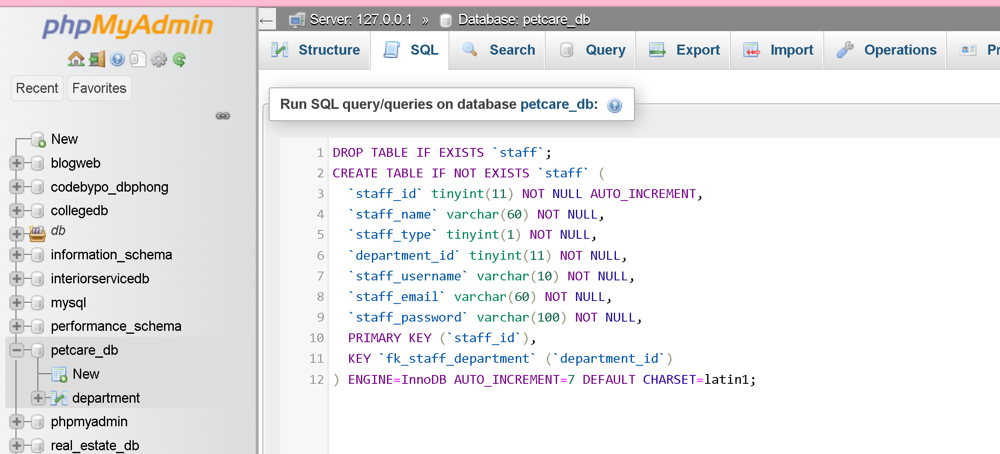 phpMyAdmin
Recent
Favorites
New
blogweb
codebypo_dbphong
collegedb
db
information_schema
interiorservicedb
mysql
performance_schema
petcare_db
New
department
phpmyadmin
real_estate_db
← Server: 127.0.0.1 » Database: petcare_db
Structure
SQL
Search
Query
Export
Import
Operations
Pr
Run SQL query/queries on database petcare_db:
1 DROP TABLE IF EXISTS `staff`;
2 CREATE TABLE IF NOT EXISTS `staff` (
3 `staff_id` tinyint(11) NOT NULL AUTO_INCREMENT,
4 `staff_name` varchar(60) NOT NULL,
5 `staff_type` tinyint(1) NOT NULL,
6 `department_id` tinyint(11) NOT NULL,
7 `staff_username` varchar(10) NOT NULL,
8 `staff_email` varchar(60) NOT NULL,
9 `staff_password` varchar(100) NOT NULL,
10 PRIMARY KEY (`staff_id`),
11 KEY `fk_staff_department` (`department_id`)
12 ) ENGINE=InnoDB AUTO_INCREMENT=7 DEFAULT CHARSET=latin1;